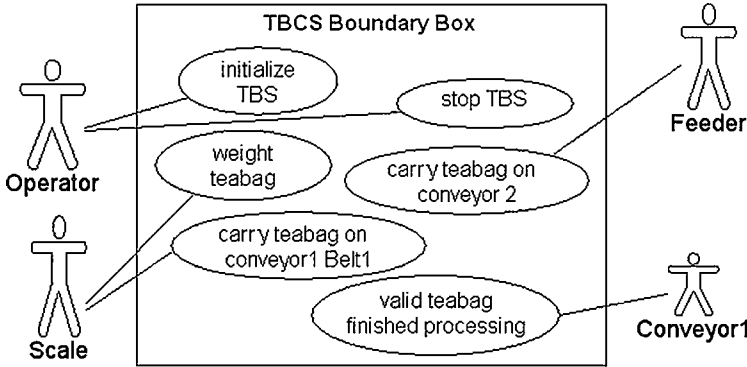 TBCS Boundary Box
initialize
TBS
stop TBS
Feeder
Operator
weight
teabag
carry teabag on
conveyor 2
carry teabag on
conveyor1 Belt1
valid teabag
finished processing
Scale
Conveyor1